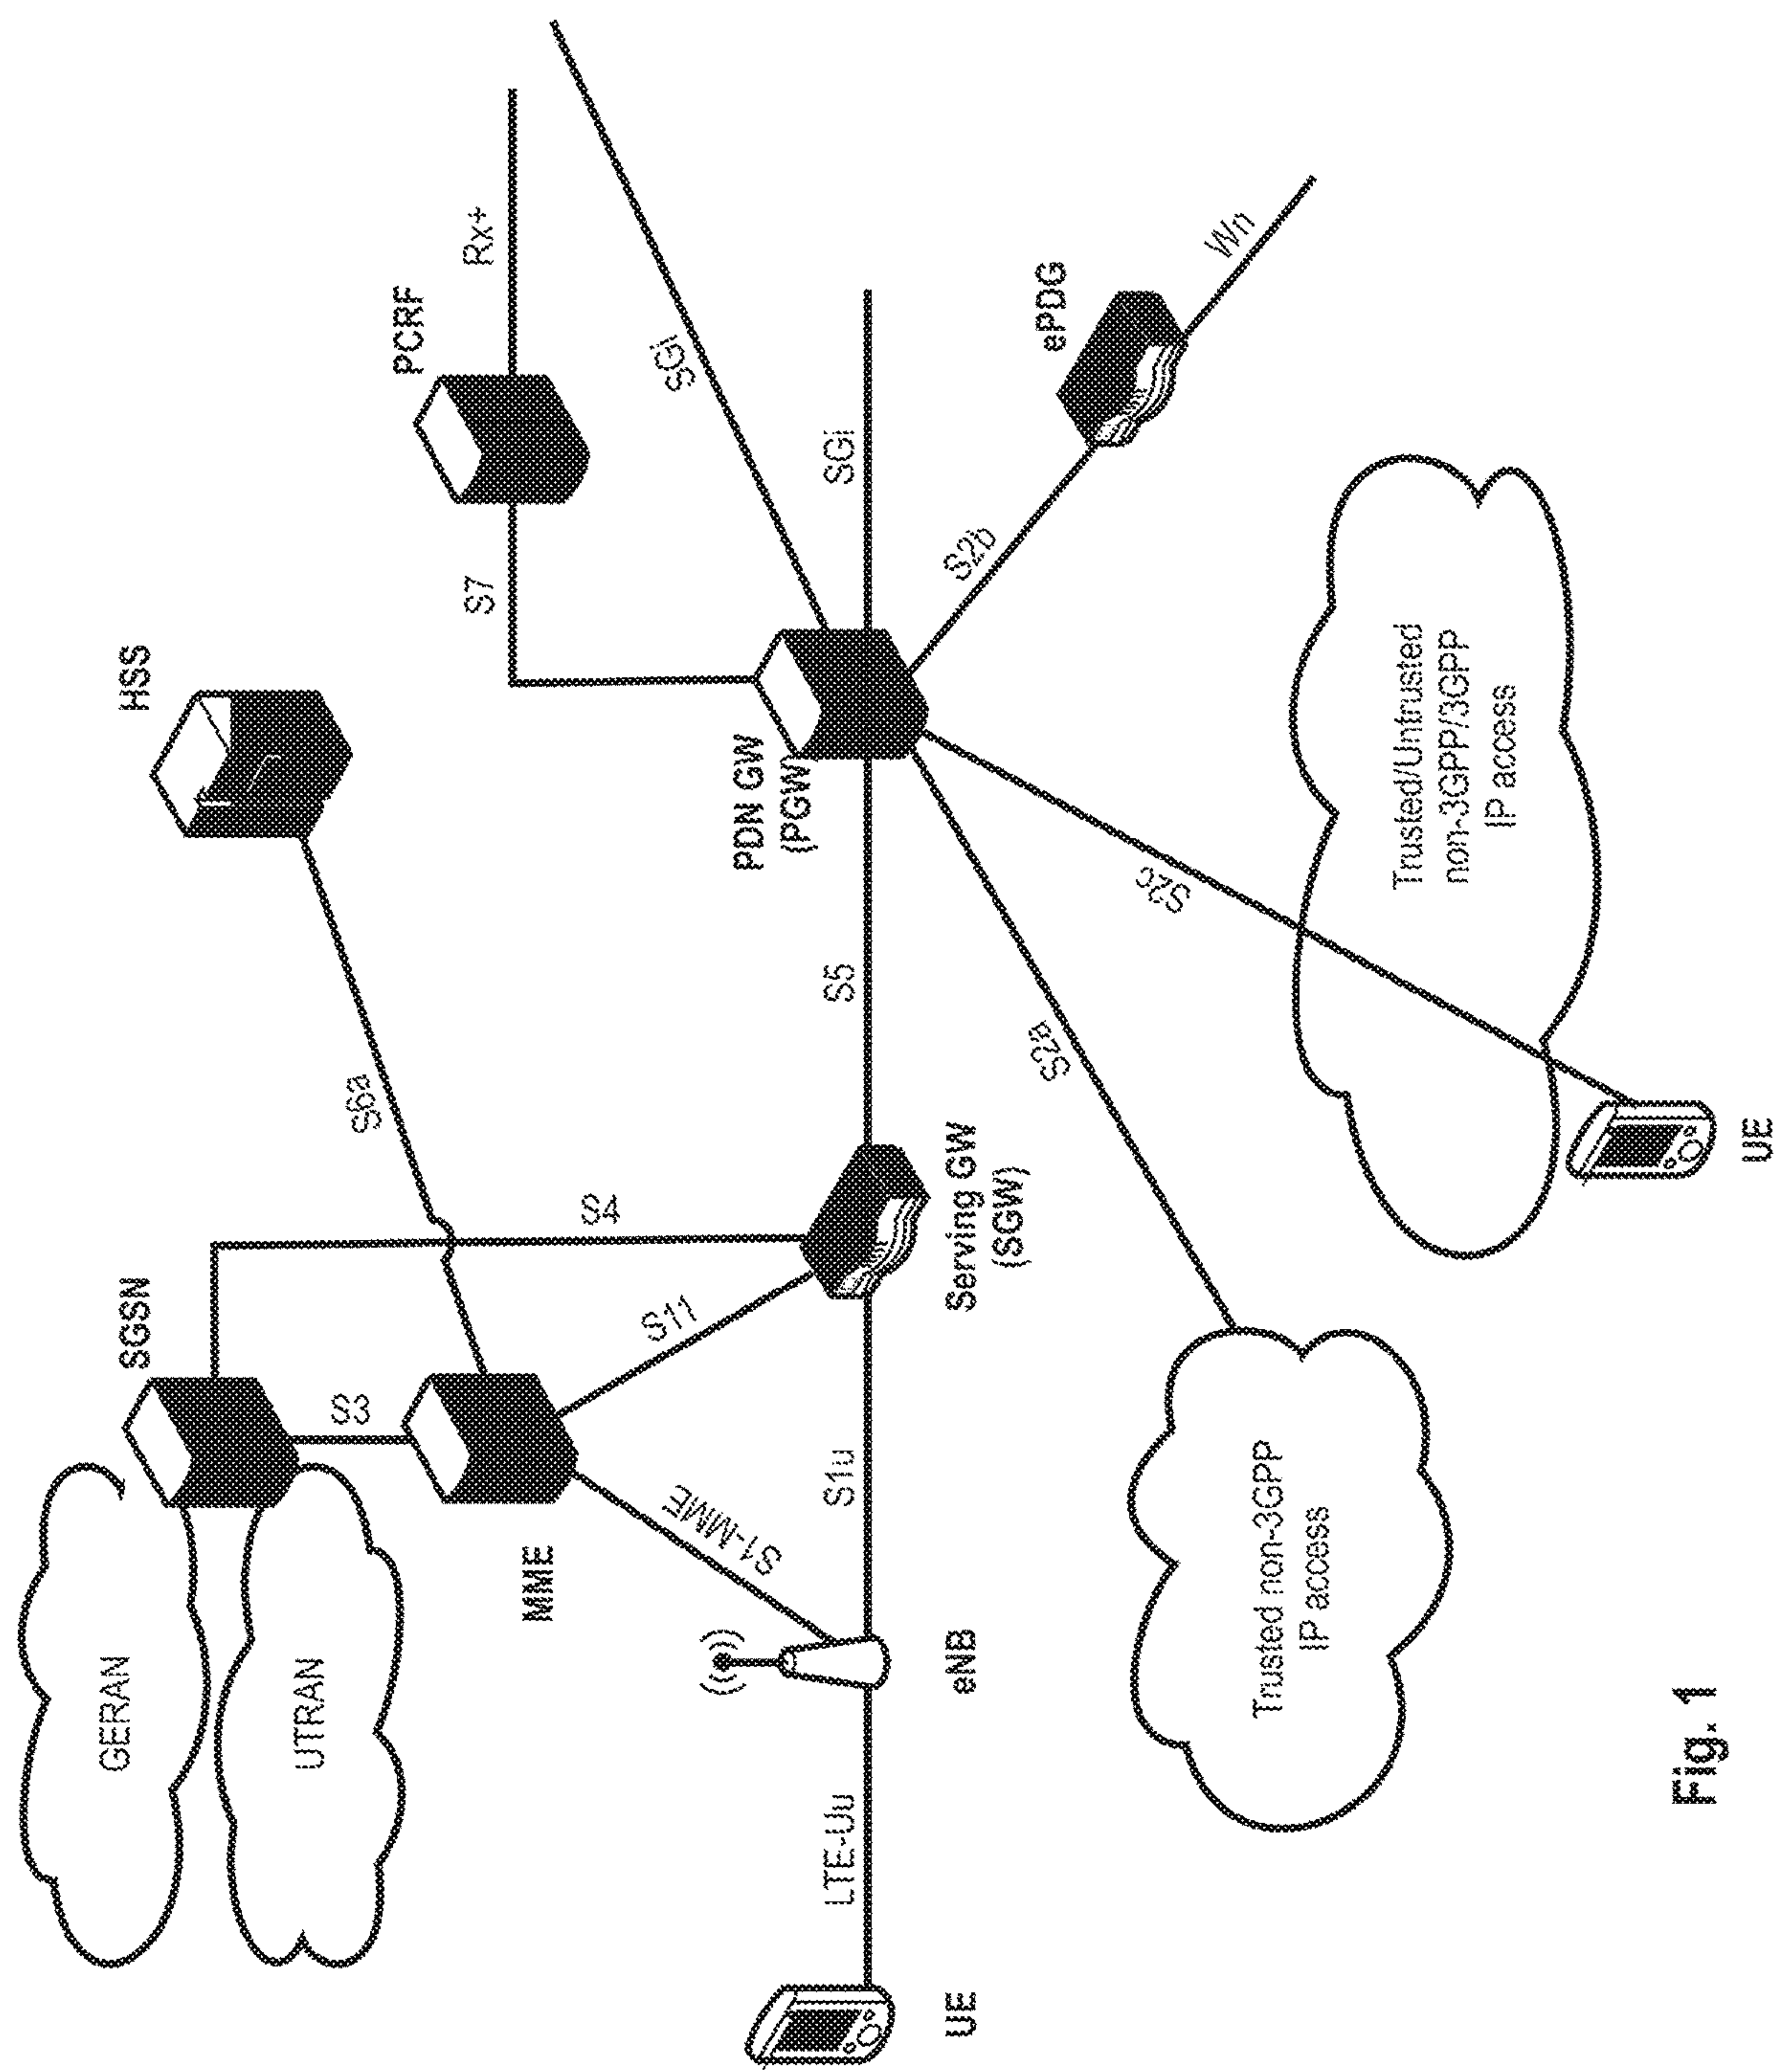 GERAN
SGSN
HSS
UTRAN
S3
S6a
PCRF
S4
S7
Rx+
MME
S11
SGi
S1-MME
PDN GW
(PGW)
LTE-Uu
S1u
S5
SGi
UE
eNB
Serving GW
(SGW)
S2b
ePDG
S2a
S2c
Wn
Trusted non-3GPP
IP access
Trusted/Untrusted
non-3GPP/3GPP
IP access
UE
Fig. 1